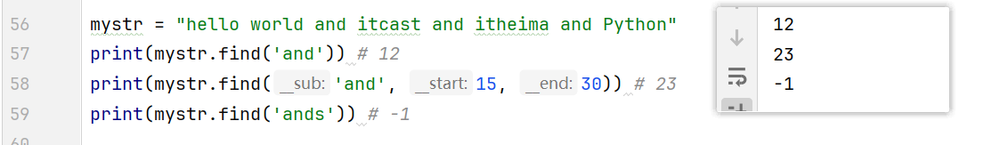 56 mystr = "hello world and itcast and itheima and Python"
57 print(mystr.find('and')) # 12
58 print(mystr.find( __sub: 'and', __start: 15, __end: 30)) # 23
59 print(mystr.find('ands')) # -1
60
12
23
-1